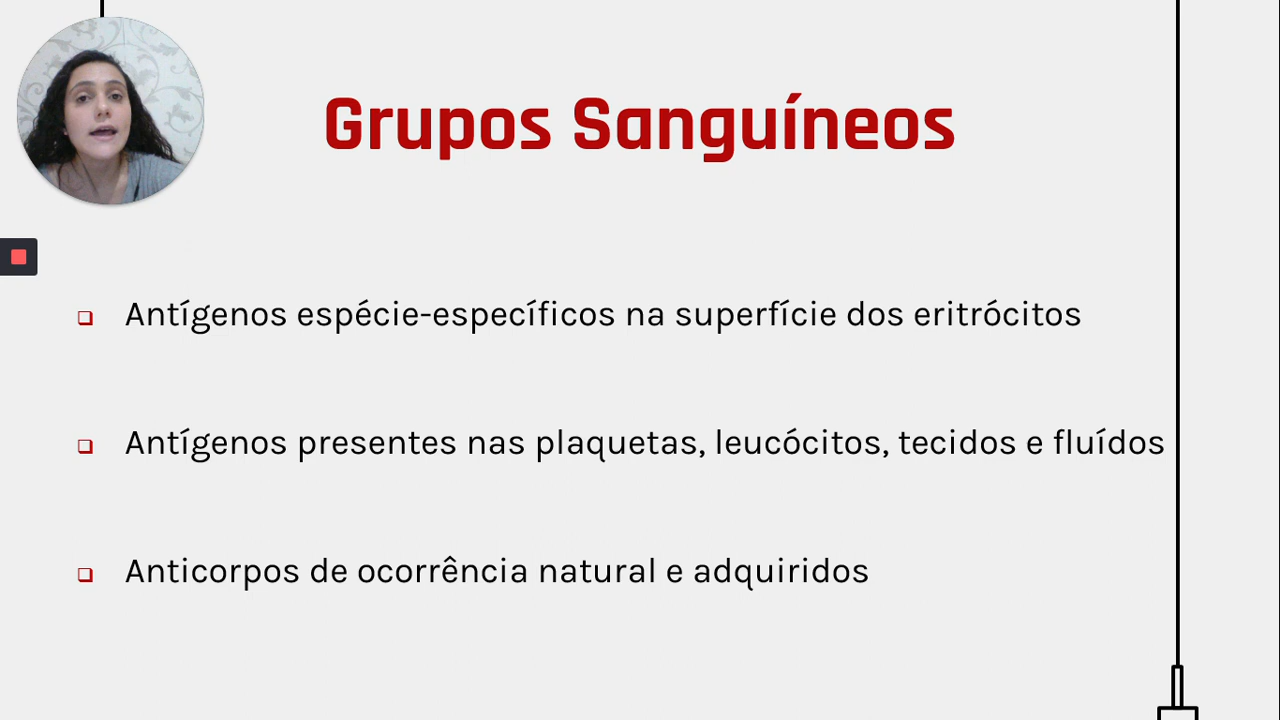 Grupos Sanguíneos
Antígenos espécie-específicos na superfície dos eritrócitos
Antígenos presentes nas plaquetas, leucócitos, tecidos e fluídos
Anticorpos de ocorrência natural e adquiridos